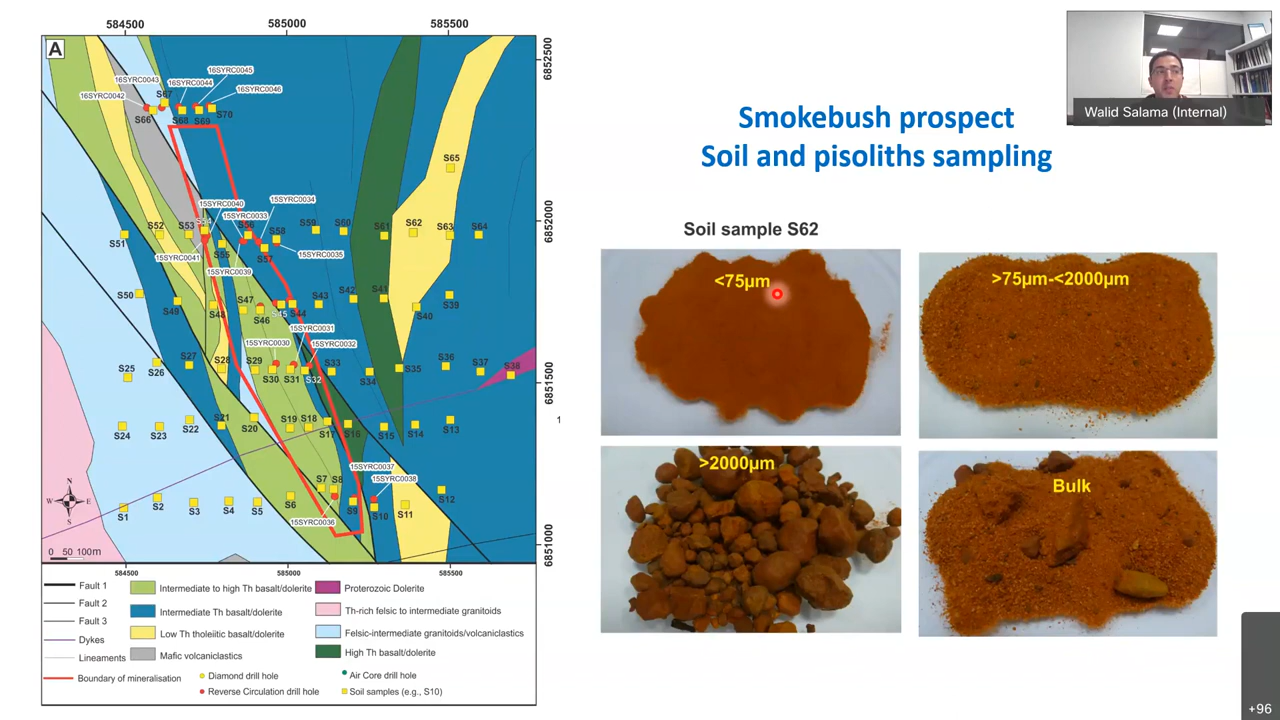 584500
585000
585500
A
6852500
6852000
6851500
6851000
16SYRC0045
16SYRC0043
16SYRC0044
16SYRC0046
16SYRC0042
S67
S66
S68
S69
S70
S65
15SYRC0040
15SYRC0034
15SYRC0033
S51
S52
S53
S55
S56
S57
S58
S59
S60
S61
S62
S63
S64
15SYRC0041
15SYRC0035
15SYRC0039
S50
S49
S48
S47
S46
S45
S44
S43
S42
S41
S40
S39
15SYRC0031
15SYRC0030
15SYRC0032
S25
S26
S27
S28
S29
S30
S31
S32
S33
S34
S35
S36
S37
S38
S24
S23
S22
S21
S20
S19
S18
S17
S16
S15
S14
S13
15SYRC0037
15SYRC0038
S1
S2
S3
S4
S5
S6
S7
S8
S9
S10
S11
S12
15SYRC0036
N
W
E
S
0 50 100m
584500
585000
585500
Fault 1
Fault 2
Fault 3
Dykes
Lineaments
Boundary of mineralisation
Intermediate to high Th basalt/dolerite
Intermediate Th basalt/dolerite
Low Th tholeiitic basalt/dolerite
Mafic volcaniclastics
Diamond drill hole
Reverse Circulation drill hole
Proterozoic Dolerite
Th-rich felsic to intermediate granitoids
Felsic-intermediate granitoids/volcaniclastics
High Th basalt/dolerite
Air Core drill hole
Soil samples (e.g., S10)
1
Smokebush prospect
Soil and pisoliths sampling
Soil sample S62
<75µm
>75µm-<2000µm
>2000µm
Bulk
Walid Salama (Internal)
+96